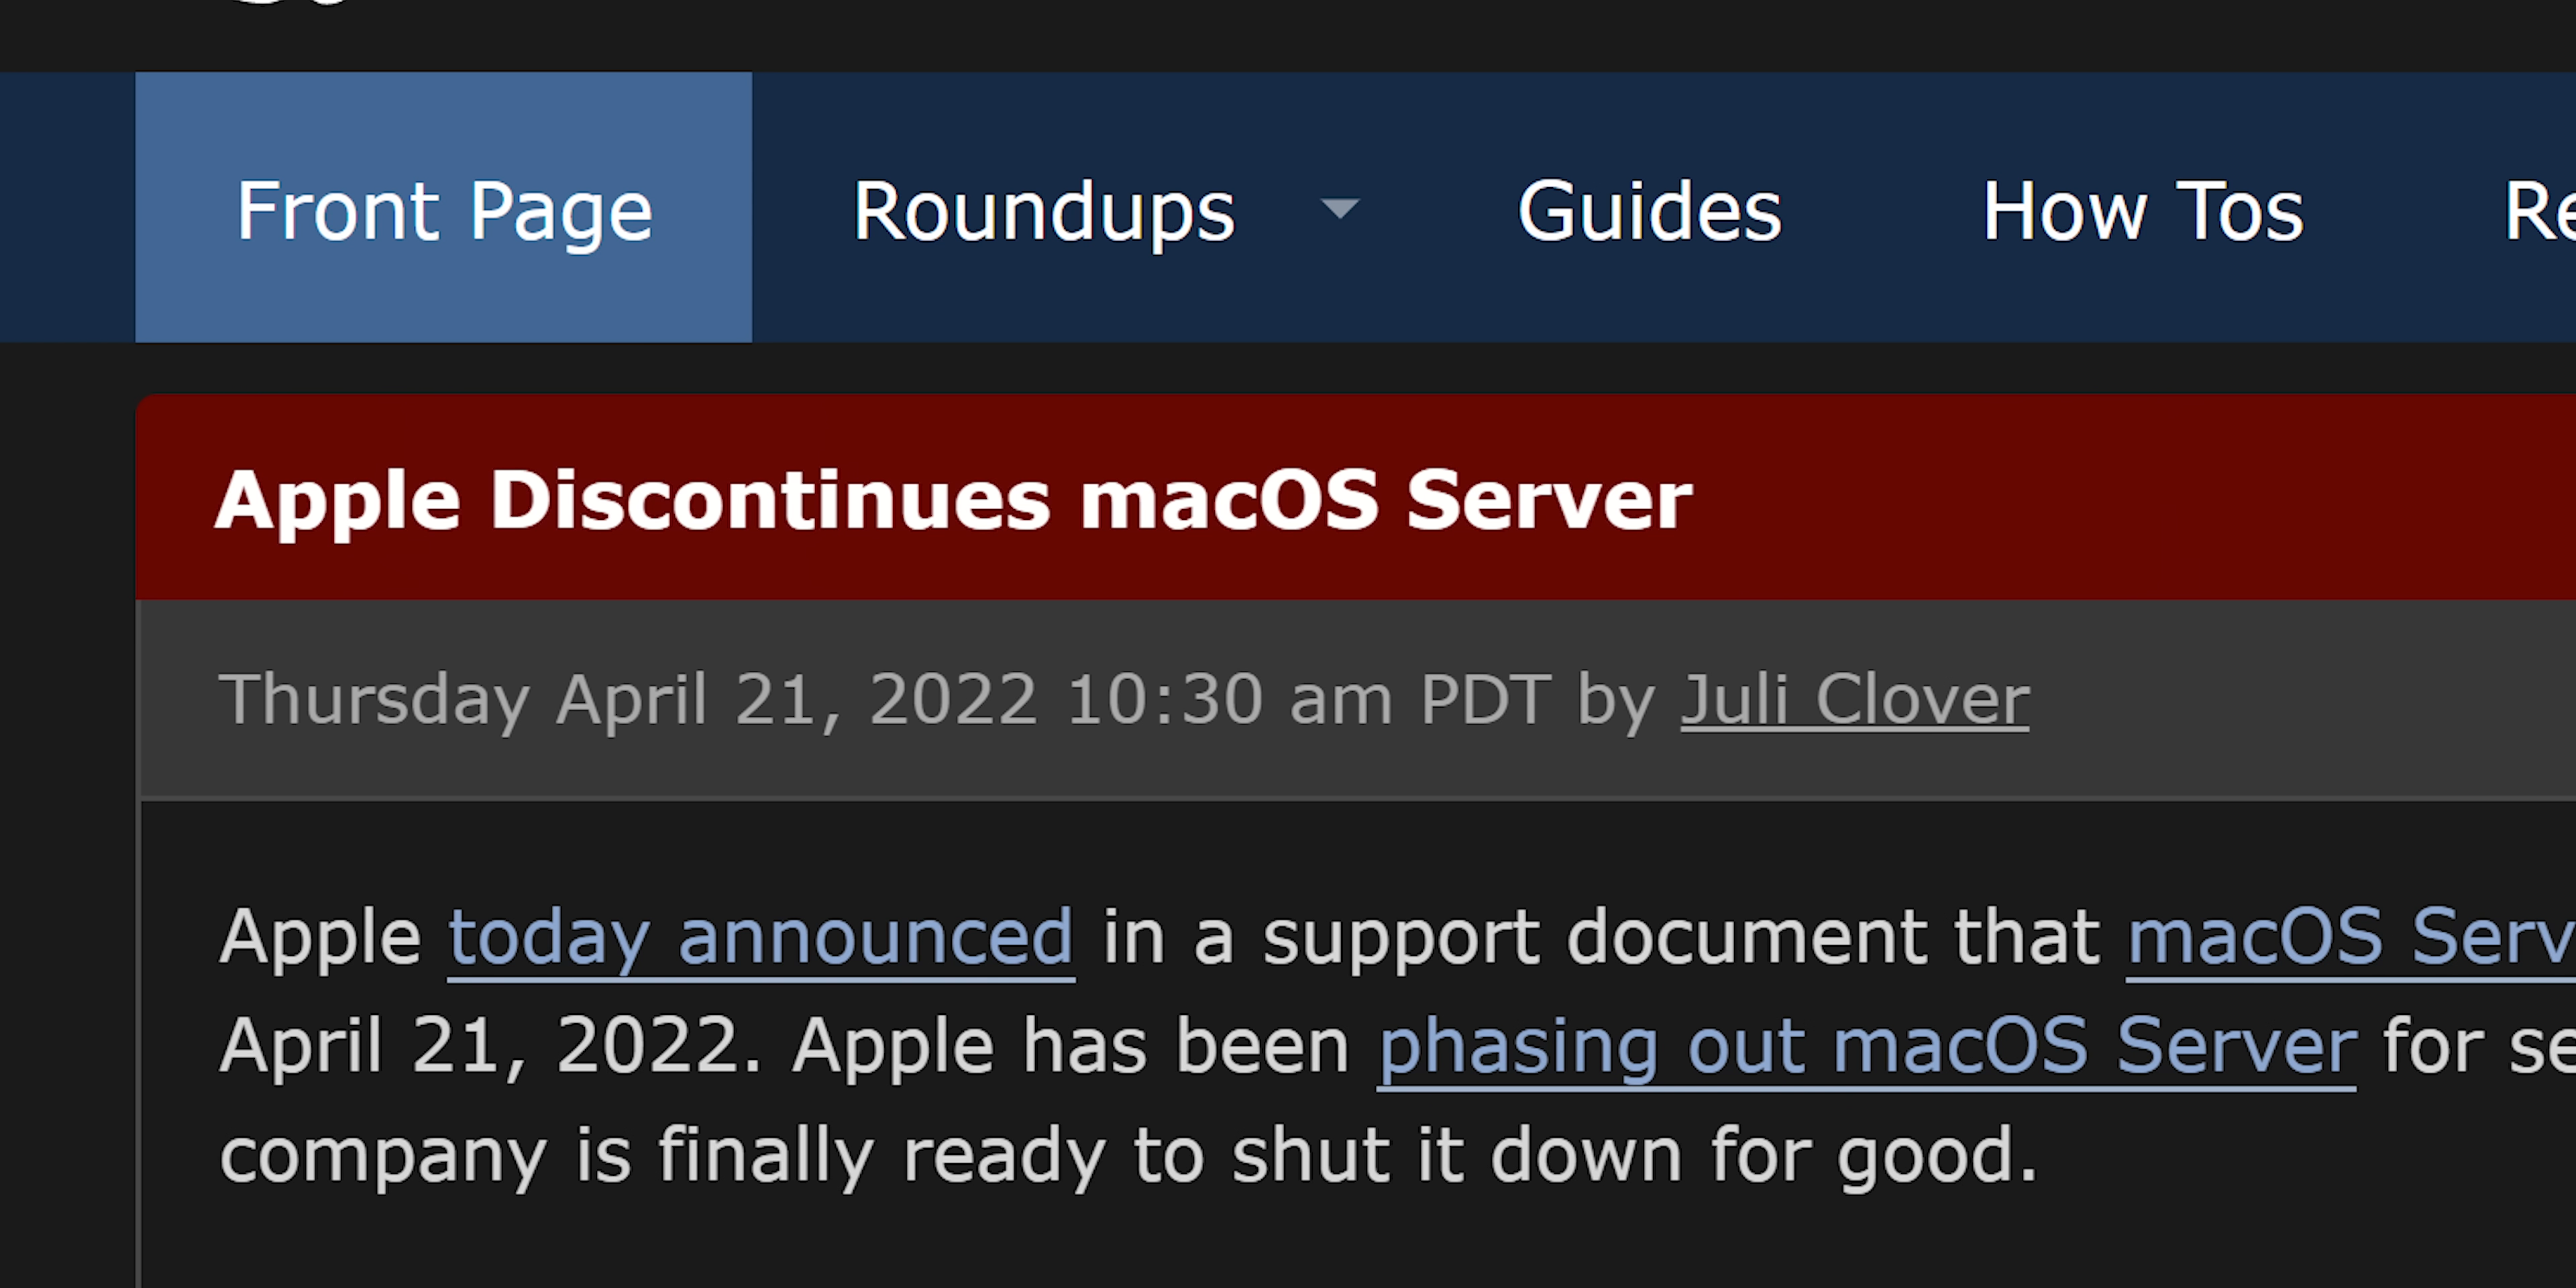 Front Page Roundups Guides How Tos
Apple Discontinues macOS Server
Thursday April 21, 2022 10:30 am PDT by Juli Clover
Apple today announced in a support document that macOS
April 21, 2022. Apple has been phasing out macOS Server for
company is finally ready to shut it down for good.